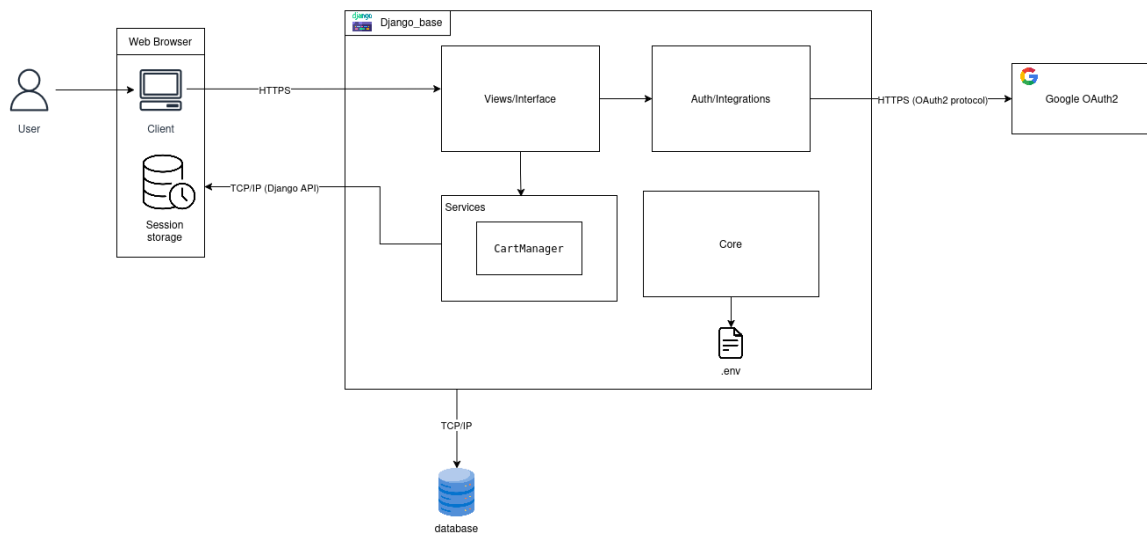 django
Django_base
Web Browser
User
Client
HTTPS
Views/Interface
Auth/Integrations
HTTPS (OAuth2 protocol)
Google OAuth2
TCP/IP (Django API)
Session
storage
Services
CartManager
Core
.env
TCP/IP
database